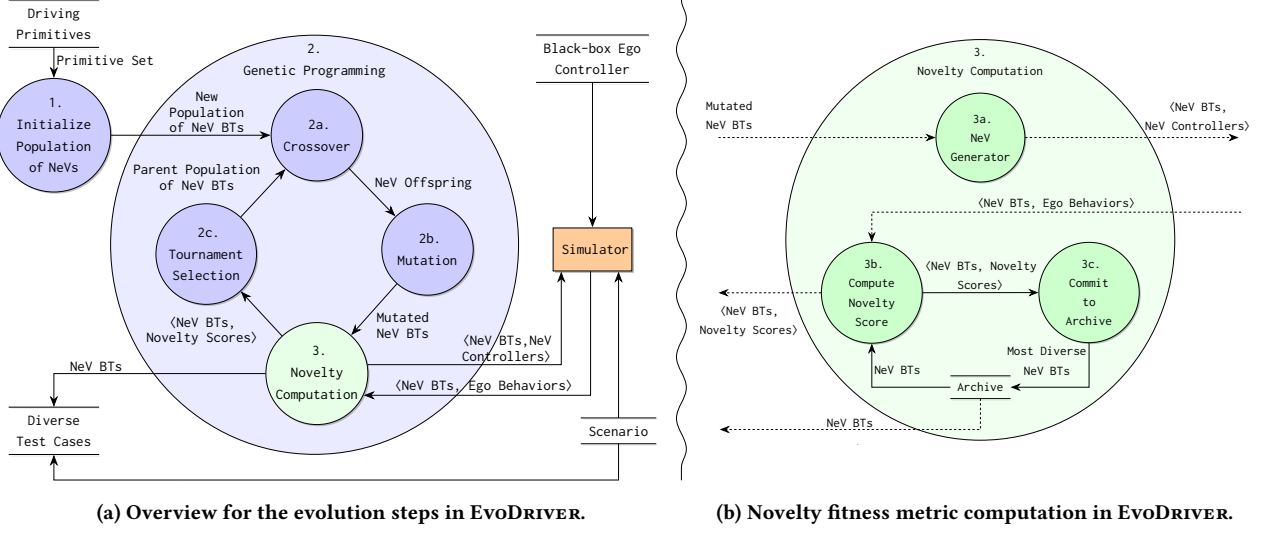 Driving
Primitives
Primitive Set
1.
Initialize
Population
of NeVs
2.
Genetic Programming
New
Population
of NeV BTs
2a.
Crossover
Parent Population
of NeV BTs
NeV Offspring
2c.
Tournament
Selection
2b.
Mutation
⟨NeV BTs,
Novelty Scores⟩
Mutated
NeV BTs
3.
Novelty
Computation
⟨NeV BTs,NeV
Controllers⟩
⟨NeV BTs, Ego Behaviors⟩
NeV BTs
Diverse
Test Cases
Black-box Ego
Controller
Simulator
Scenario
(a) Overview for the evolution steps in EvoDriver.
3.
Novelty Computation
Mutated
NeV BTs
3a.
NeV
Generator
⟨NeV BTs,
NeV Controllers⟩
⟨NeV BTs, Ego Behaviors⟩
3b.
Compute
Novelty
Score
⟨NeV BTs, Novelty
Scores⟩
3c.
Commit
to
Archive
⟨NeV BTs,
Novelty Scores⟩
Most Diverse
NeV BTs
NeV BTs
Archive
NeV BTs
(b) Novelty fitness metric computation in EvoDriver.